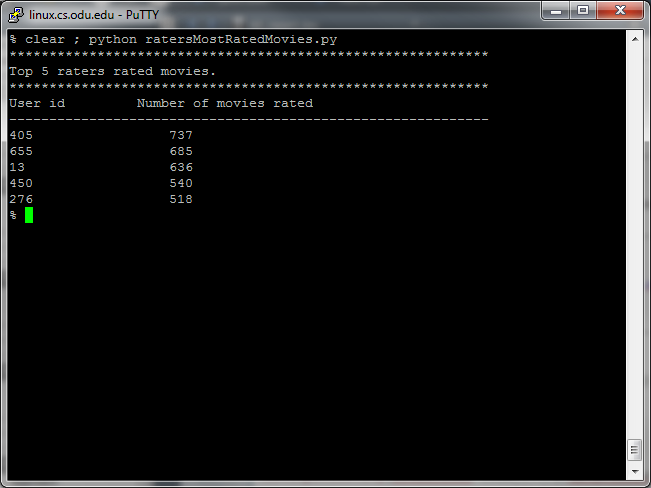 linux.cs.odu.edu - PuTTY
% clear ; python ratersMostRatedMovies.py
************************************************************
Top 5 raters rated movies.
************************************************************
User id         Number of movies rated
------------------------------------------------------------
405                 737
655                 685
13                  636
450                 540
276                 518
%